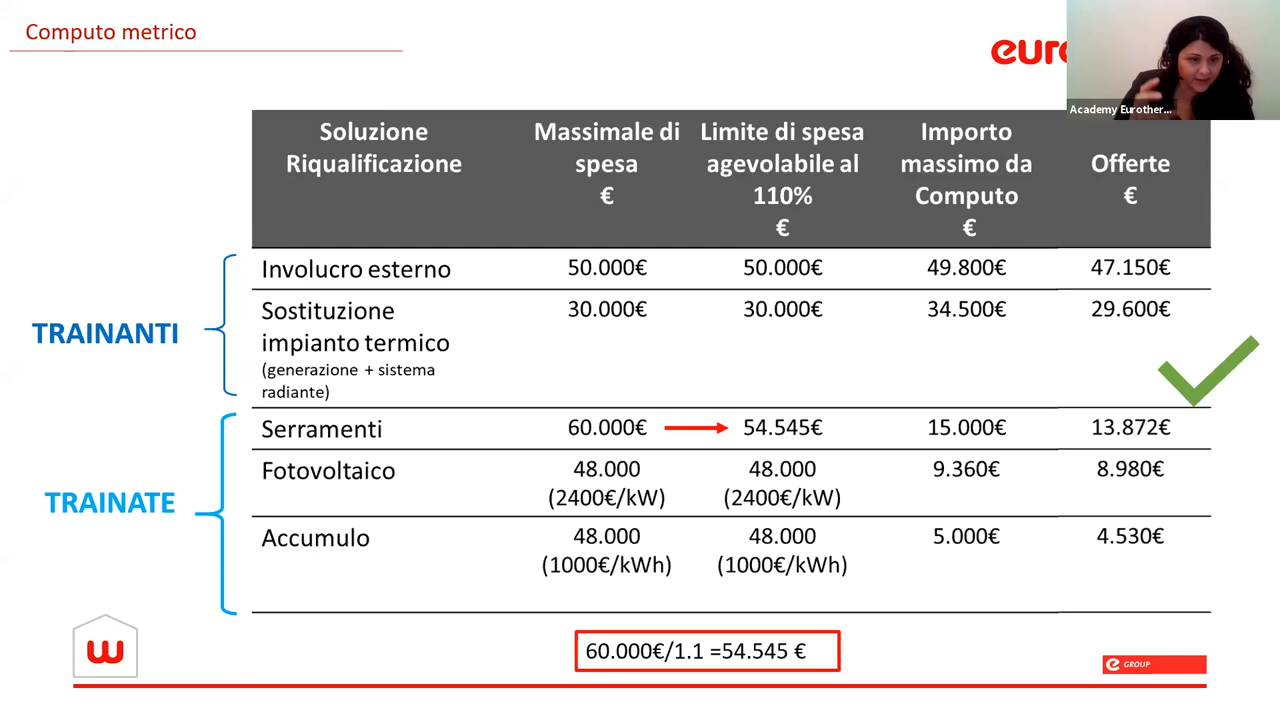 Computo metrico
euro
Academy Eurother...
Soluzione
Riqualificazione
Massimale di
spesa
€
Limite di spesa
agevolabile al
110%
€
Importo
massimo da
Computo
€
Offerte
€
TRAINANTI
Involucro esterno 50.000€ 50.000€ 49.800€ 47.150€
Sostituzione 30.000€ 30.000€ 34.500€ 29.600€
impianto termico
(generazione + sistema
radiante)
TRAINATE
Serramenti 60.000€ 54.545€ 15.000€ 13.872€
Fotovoltaico 48.000 48.000 9.360€ 8.980€
(2400€/kW) (2400€/kW)
Accumulo 48.000 48.000 5.000€ 4.530€
(1000€/kWh) (1000€/kWh)
60.000€/1.1 =54.545 €
w
e GROUP